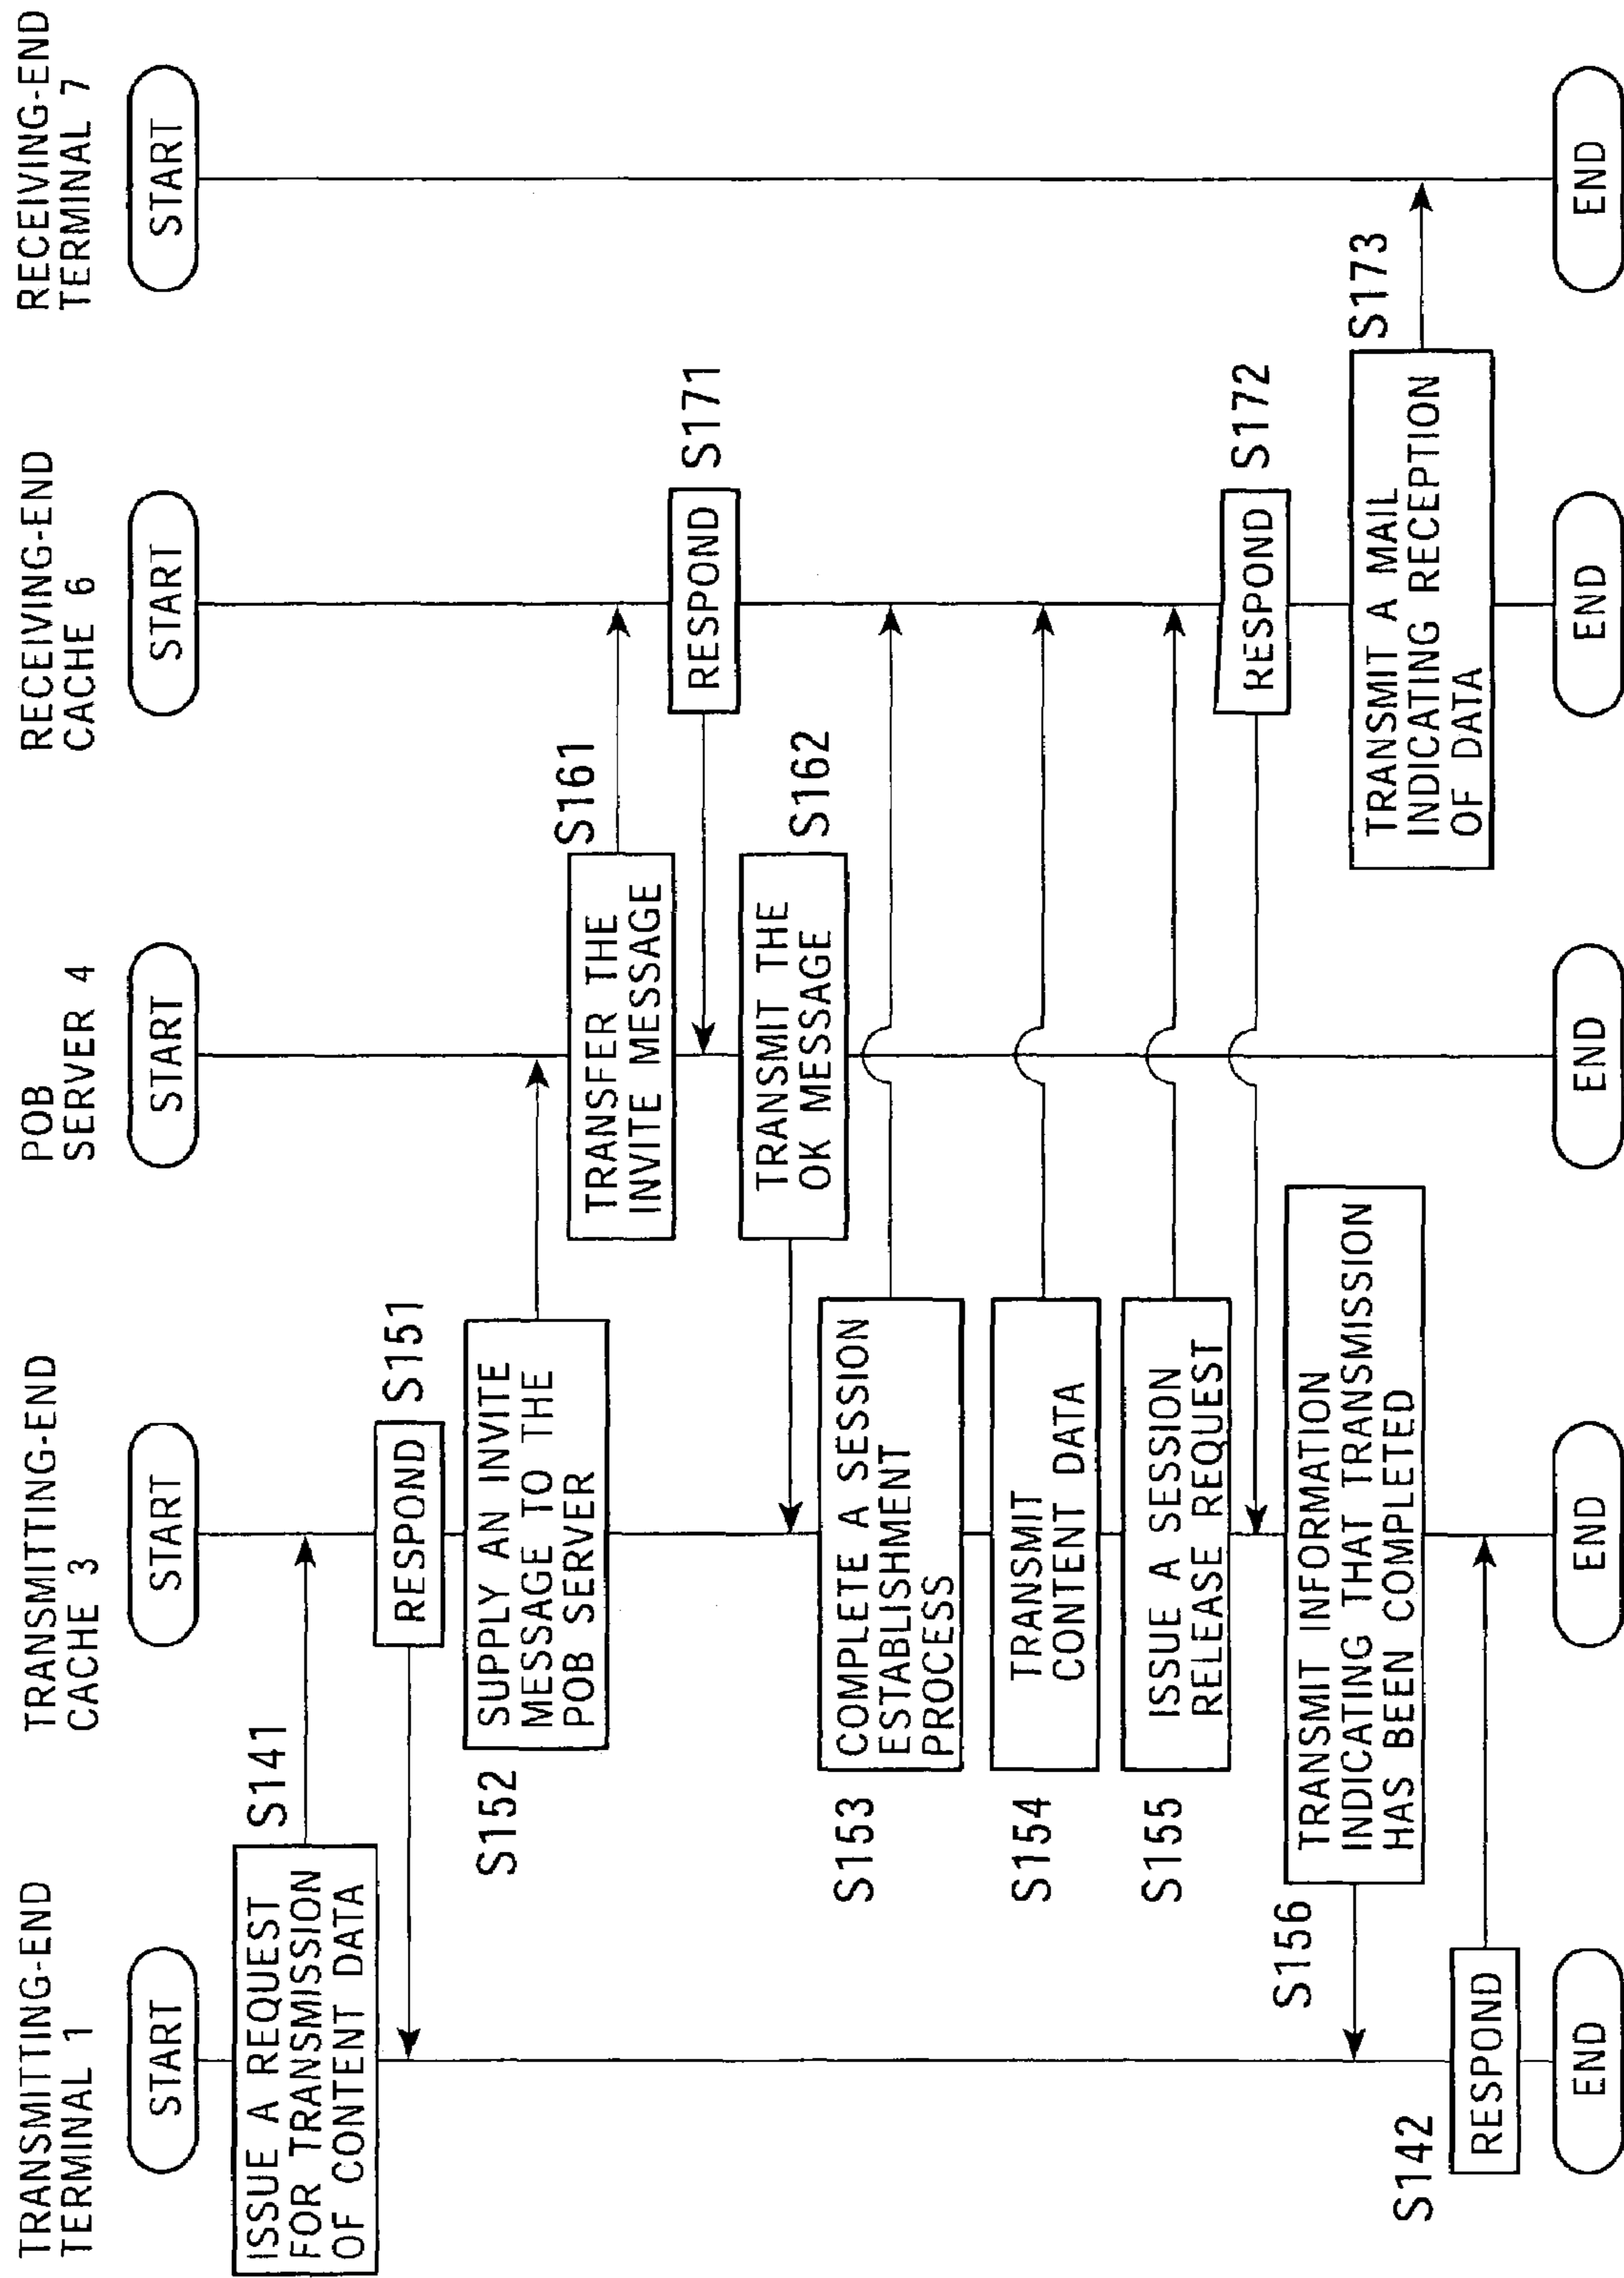 TRANSMITTING-END
TERMINAL 1
TRANSMITTING-END
CACHE 3
POB
SERVER 4
RECEIVING-END
CACHE 6
RECEIVING-END
TERMINAL 7
START
START
START
START
START
ISSUE A REQUEST
FOR TRANSMISSION
OF CONTENT DATA
S141
RESPOND
S151
S152
SUPPLY AN INVITE
MESSAGE TO THE
POB SERVER
TRANSFER THE
INVITE MESSAGE
S161
RESPOND
S171
TRANSMIT THE
OK MESSAGE
S162
S153
COMPLETE A SESSION
ESTABLISHMENT
PROCESS
S154
TRANSMIT
CONTENT DATA
S155
ISSUE A SESSION
RELEASE REQUEST
RESPOND
S172
S156
TRANSMIT INFORMATION
INDICATING THAT TRANSMISSION
HAS BEEN COMPLETED
TRANSMIT A MAIL
INDICATING RECEPTION
OF DATA
S173
S142
RESPOND
END
END
END
END
END